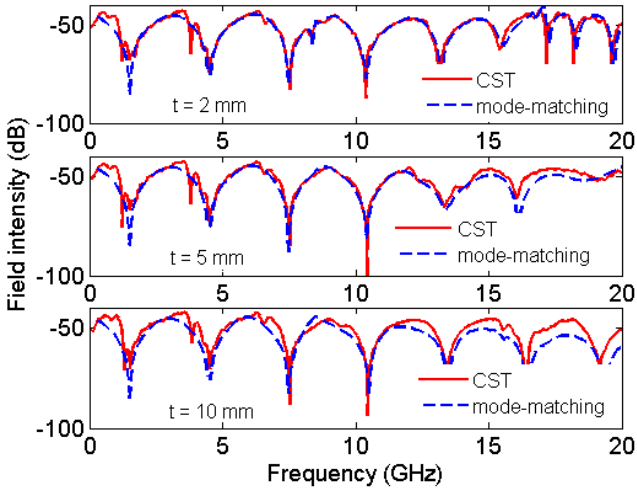 -50
-100
0 5 10 15 20
CST
mode-matching
t = 2 mm
Field intensity (dB)
-50
-100
0 5 10 15 20
CST
mode-matching
t = 5 mm
-50
-100
0 5 10 15 20
CST
mode-matching
t = 10 mm
Frequency (GHz)